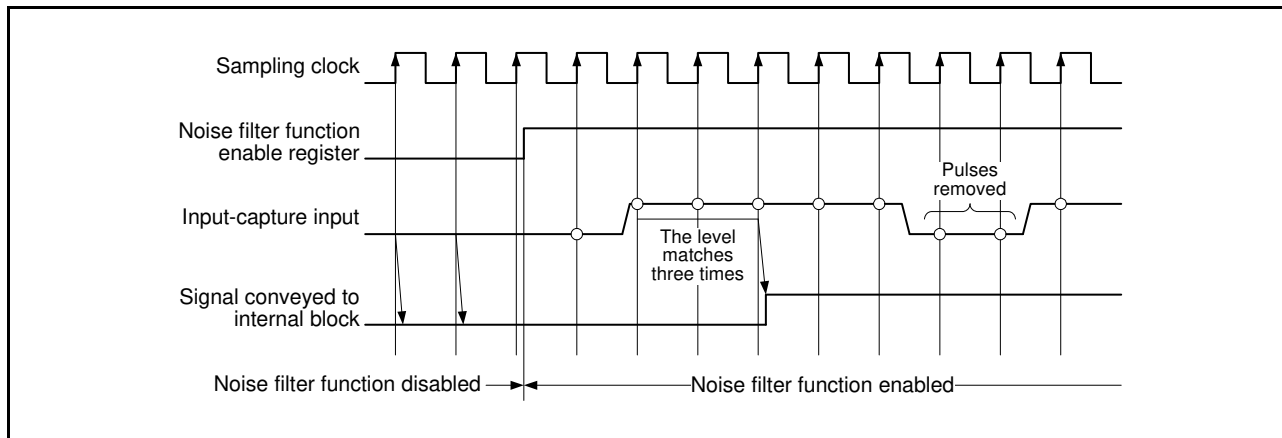 Sampling clock
Noise filter function
enable register
Pulses
removed
Input-capture input
The level
matches
three times
Signal conveyed to
internal block
Noise filter function disabled
Noise filter function enabled